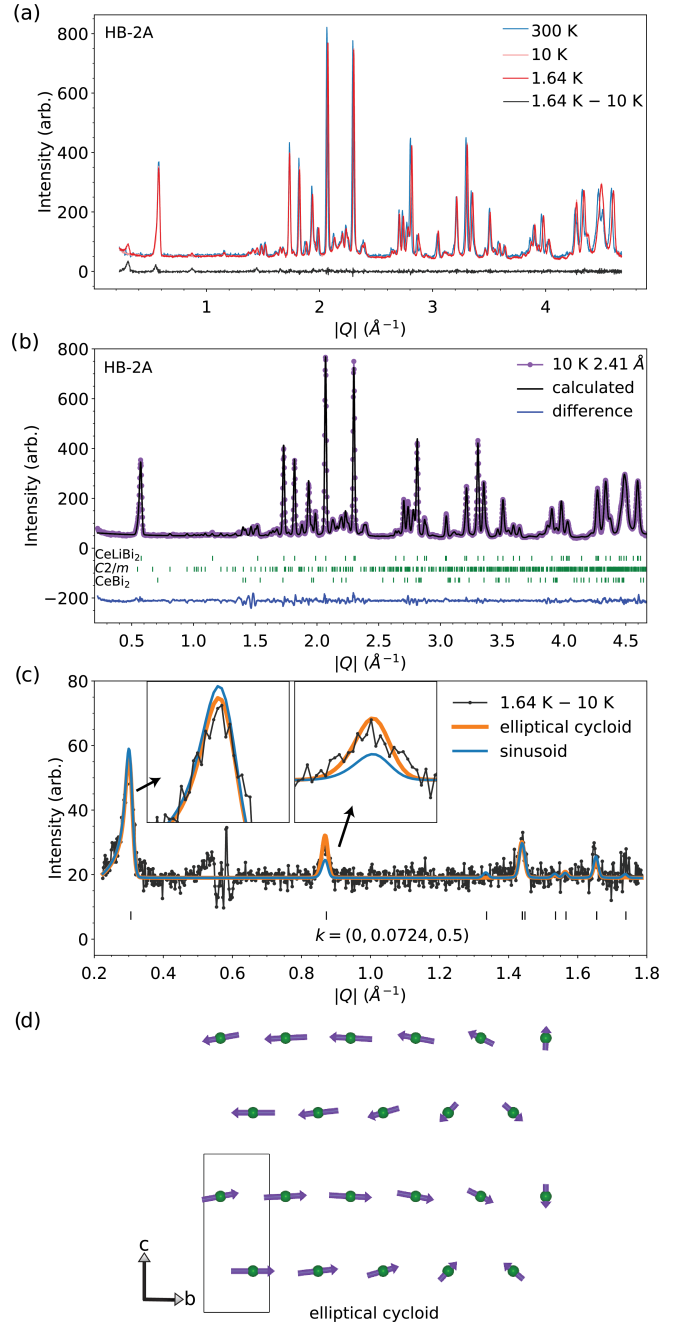 (a)
HB-2A
300 K
10 K
1.64 K
1.64 K − 10 K
Intensity (arb.)
800
600
400
200
0
1 2 3 4
|Q| (Å⁻¹)
(b)
HB-2A
10 K 2.41 Å
calculated
difference
Intensity (arb.)
800
600
400
200
0
CeLiBi₂
C2/m
CeBi₂
−200
0.5 1.0 1.5 2.0 2.5 3.0 3.5 4.0 4.5
|Q| (Å⁻¹)
(c)
1.64 K − 10 K
elliptical cycloid
sinusoid
Intensity (arb.)
80
60
40
20
0
k = (0, 0.0724, 0.5)
0.2 0.4 0.6 0.8 1.0 1.2 1.4 1.6 1.8
|Q| (Å⁻¹)
(d)
c
b
elliptical cycloid